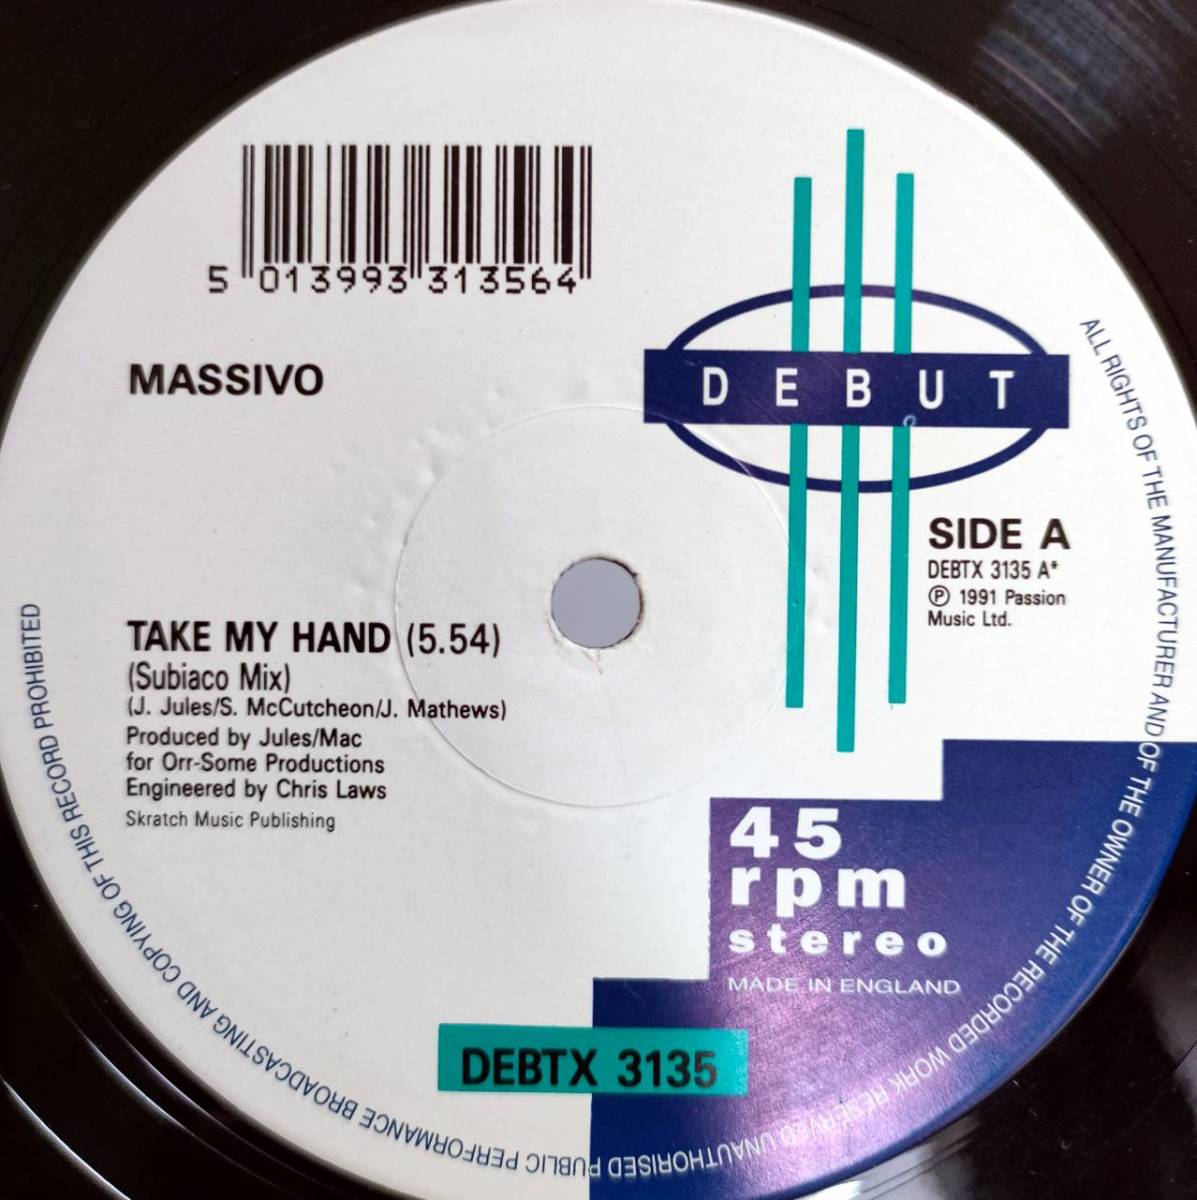 5 013993 313564
MASSIVO
DEBUT
SIDE A
DEBTX 3135 A*
℗ 1991 Passion
Music Ltd.
TAKE MY HAND (5.54)
(Subiaco Mix)
(J. Jules/S. McCutcheon/J. Mathews)
Produced by Jules/Mac
for Orr-Some Productions
Engineered by Chris Laws
Skratch Music Publishing
45
rpm
stereo
MADE IN ENGLAND
DEBTX 3135
ALL RIGHTS OF THE MANUFACTURER AND OF THE OWNER OF THE RECORDED WORK RESERVED UNAUTHORISED PUBLIC PERFORMANCE BROADCASTING AND COPYING OF THIS RECORD PROHIBITED